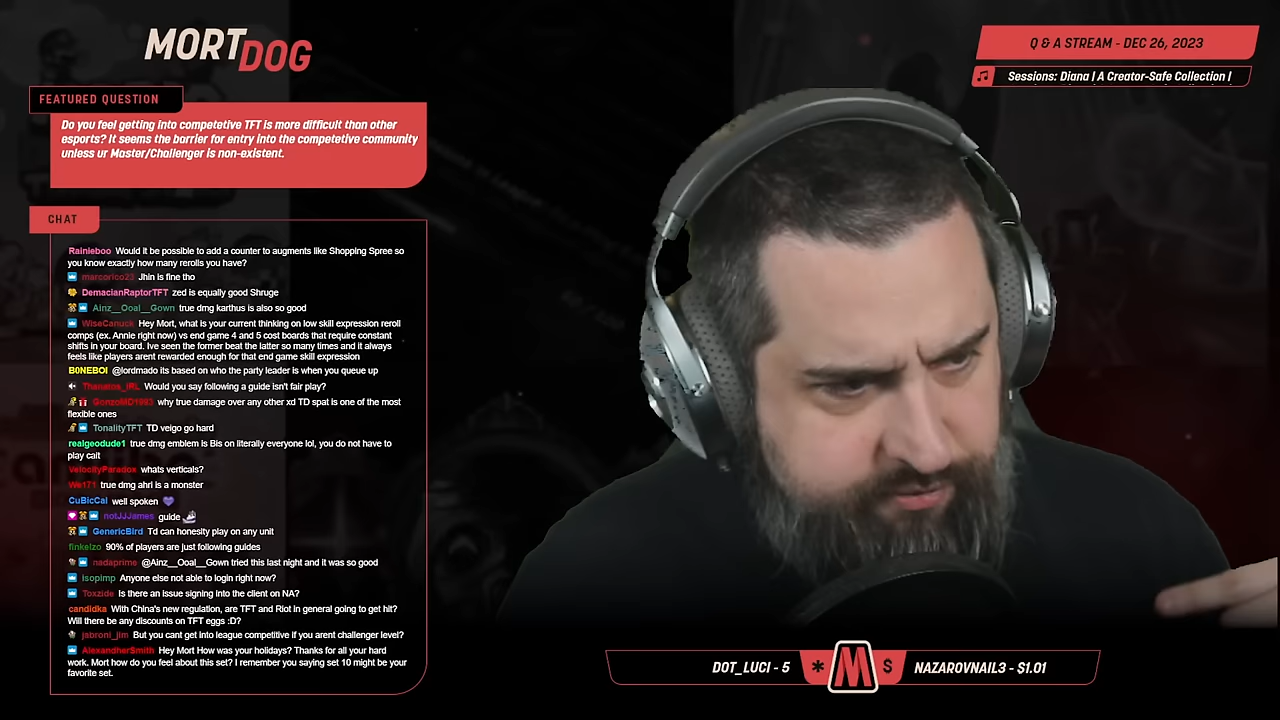 MORTDOG
Q & A STREAM - DEC 26, 2023
Sessions: Diana | A Creator-Safe Collection |
FEATURED QUESTION
Do you feel getting into competetive TFT is more difficult than other
esports? It seems the barrier for entry into the competetive community
unless ur Master/Challenger is non-existent.
CHAT
Rainieboo Would it be possible to add a counter to augments like Shopping Spree so
you know exactly how many rerolls you have?
marcorico23 Jhin is fine tho
DemacianRaptorTFT zed is equally good Shruge
Ainz__Ooal__Gown true dmg karthus is also so good
WiseCanuck Hey Mort, what is your current thinking on low skill expression reroll
comps (ex. Annie right now) vs end game 4 and 5 cost boards that require constant
shifts in your board. Ive seen the former beat the latter so many times and it always
feels like players arent rewarded enough for that end game skill expression
B0NEBOI @lordmado its based on who the party leader is when you queue up
Thanatos_IRL Would you say following a guide isn't fair play?
GonzoMD1993 why true damage over any other xd TD spat is one of the most
flexible ones
TonalityTFT TD veigo go hard
realgeodude1 true dmg emblem is Bis on literally everyone lol, you do not have to
play cait
VelocityParadox whats verticals?
We171 true dmg ahri is a monster
CuBicCal well spoken
notJJJames guide
GenericBird Td can honeslty play on any unit
finkelzo 90% of players are just following guides
nadaprime @Ainz__Ooal__Gown tried this last night and it was so good
isopimp Anyone else not able to login right now?
Toxzide Is there an issue signing into the client on NA?
candidka With China's new regulation, are TFT and Riot in general going to get hit?
Will there be any discounts on TFT eggs :D?
jabroni_jim But you cant get into league competitive if you arent challenger level?
AlexandherSmith Hey Mort How was your holidays? Thanks for all your hard
work. Mort how do you feel about this set? I remember you saying set 10 might be your
favorite set.
DOT_LUCI - 5 * M $ NAZAROVNAIL3 - $1.01